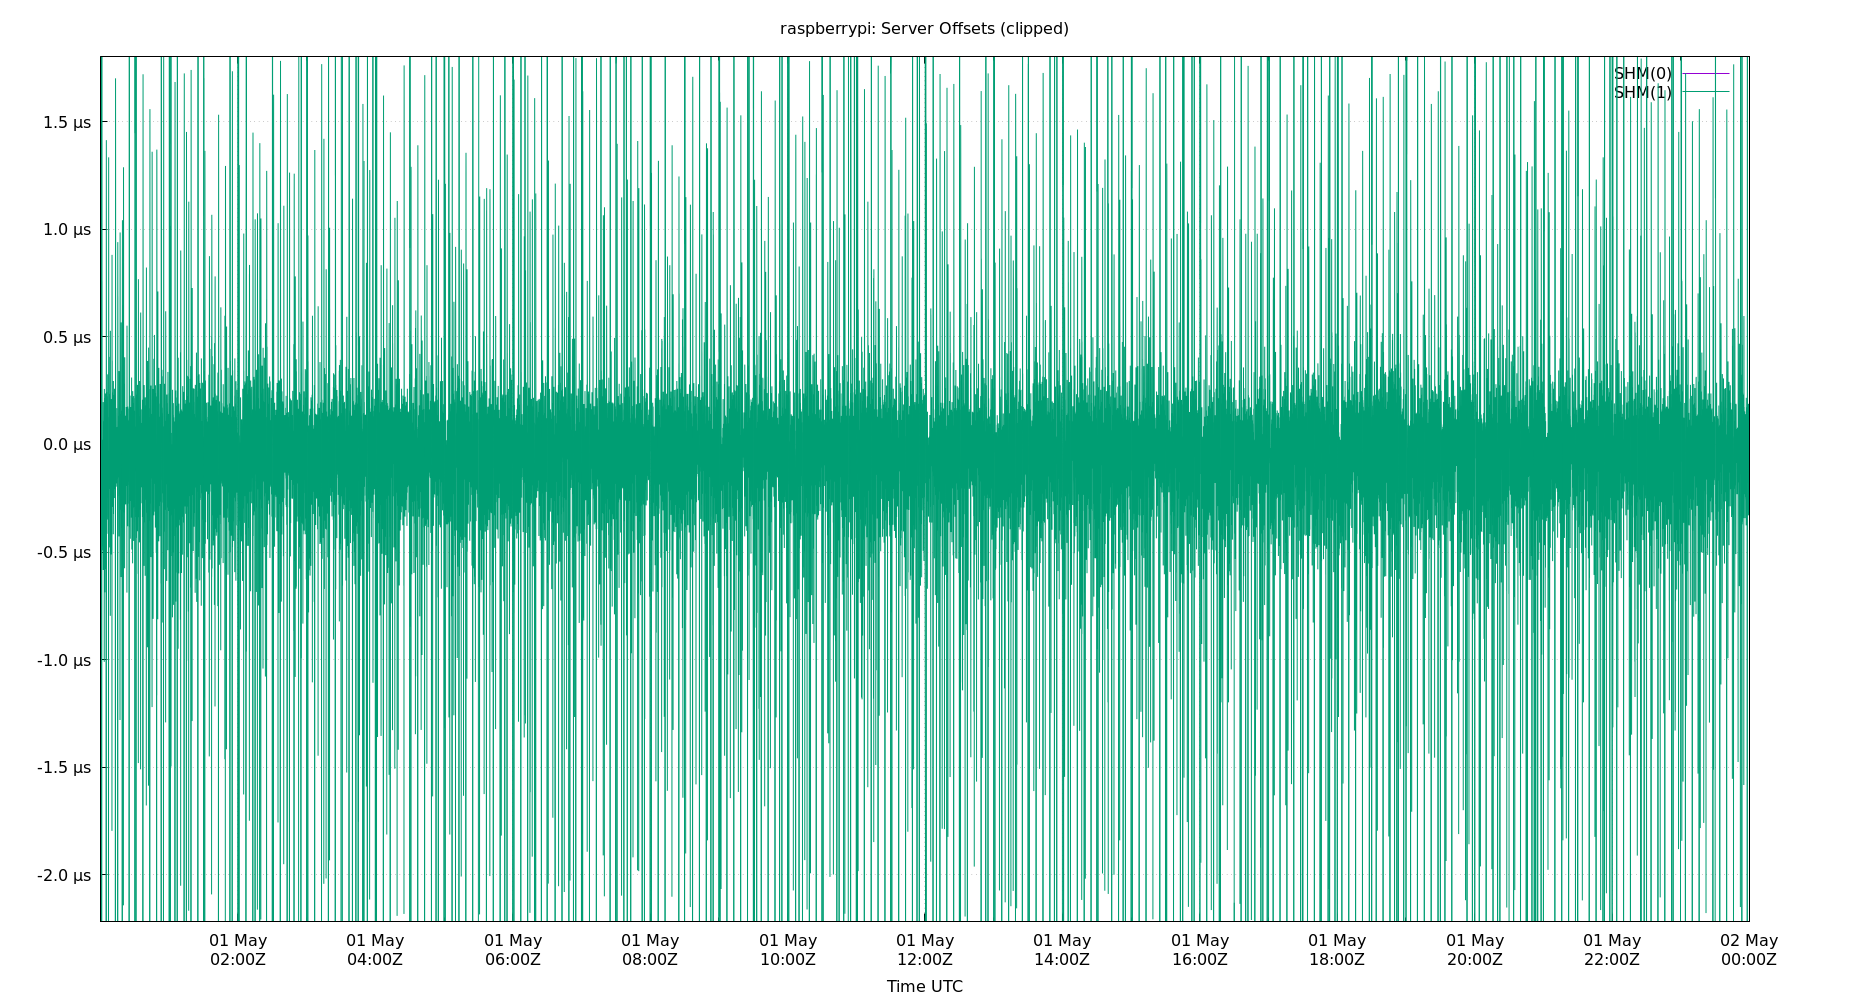 raspberrypi: Server Offsets (clipped)
SHM(0)
SHM(1)
1.5 µs
1.0 µs
0.5 µs
0.0 µs
-0.5 µs
-1.0 µs
-1.5 µs
-2.0 µs
01 May 01 May 01 May 01 May 01 May 01 May 01 May 01 May 01 May 01 May 01 May 02 May
02:00Z 04:00Z 06:00Z 08:00Z 10:00Z 12:00Z 14:00Z 16:00Z 18:00Z 20:00Z 22:00Z 00:00Z
Time UTC